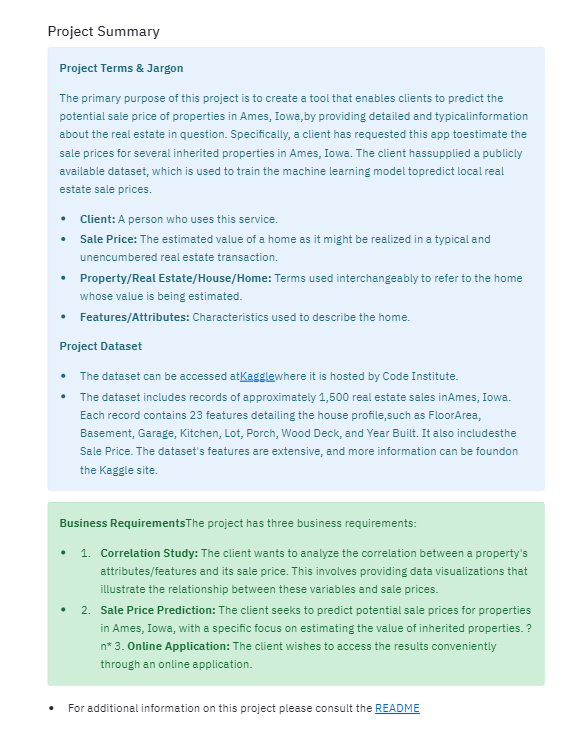 Project Summary
Project Terms & Jargon
The primary purpose of this project is to create a tool that enables clients to predict the
potential sale price of properties in Ames, Iowa,by providing detailed and typicalinformation
about the real estate in question. Specifically, a client has requested this app toestimate the
sale prices for several inherited properties in Ames, Iowa. The client hassupplied a publicly
available dataset, which is used to train the machine learning model topredict local real
estate sale prices.
• Client: A person who uses this service.
• Sale Price: The estimated value of a home as it might be realized in a typical and
unencumbered real estate transaction.
• Property/Real Estate/House/Home: Terms used interchangeably to refer to the home
whose value is being estimated.
• Features/Attributes: Characteristics used to describe the home.
Project Dataset
• The dataset can be accessed atKagglewhere it is hosted by Code Institute.
• The dataset includes records of approximately 1,500 real estate sales inAmes, Iowa.
Each record contains 23 features detailing the house profile,such as FloorArea,
Basement, Garage, Kitchen, Lot, Porch, Wood Deck, and Year Built. It also includesthe
Sale Price. The dataset's features are extensive, and more information can be foundon
the Kaggle site.
Business RequirementsThe project has three business requirements:
• 1. Correlation Study: The client wants to analyze the correlation between a property's
attributes/features and its sale price. This involves providing data visualizations that
illustrate the relationship between these variables and sale prices.
• 2. Sale Price Prediction: The client seeks to predict potential sale prices for properties
in Ames, Iowa, with a specific focus on estimating the value of inherited properties. ?
n* 3. Online Application: The client wishes to access the results conveniently
through an online application.
• For additional information on this project please consult the README